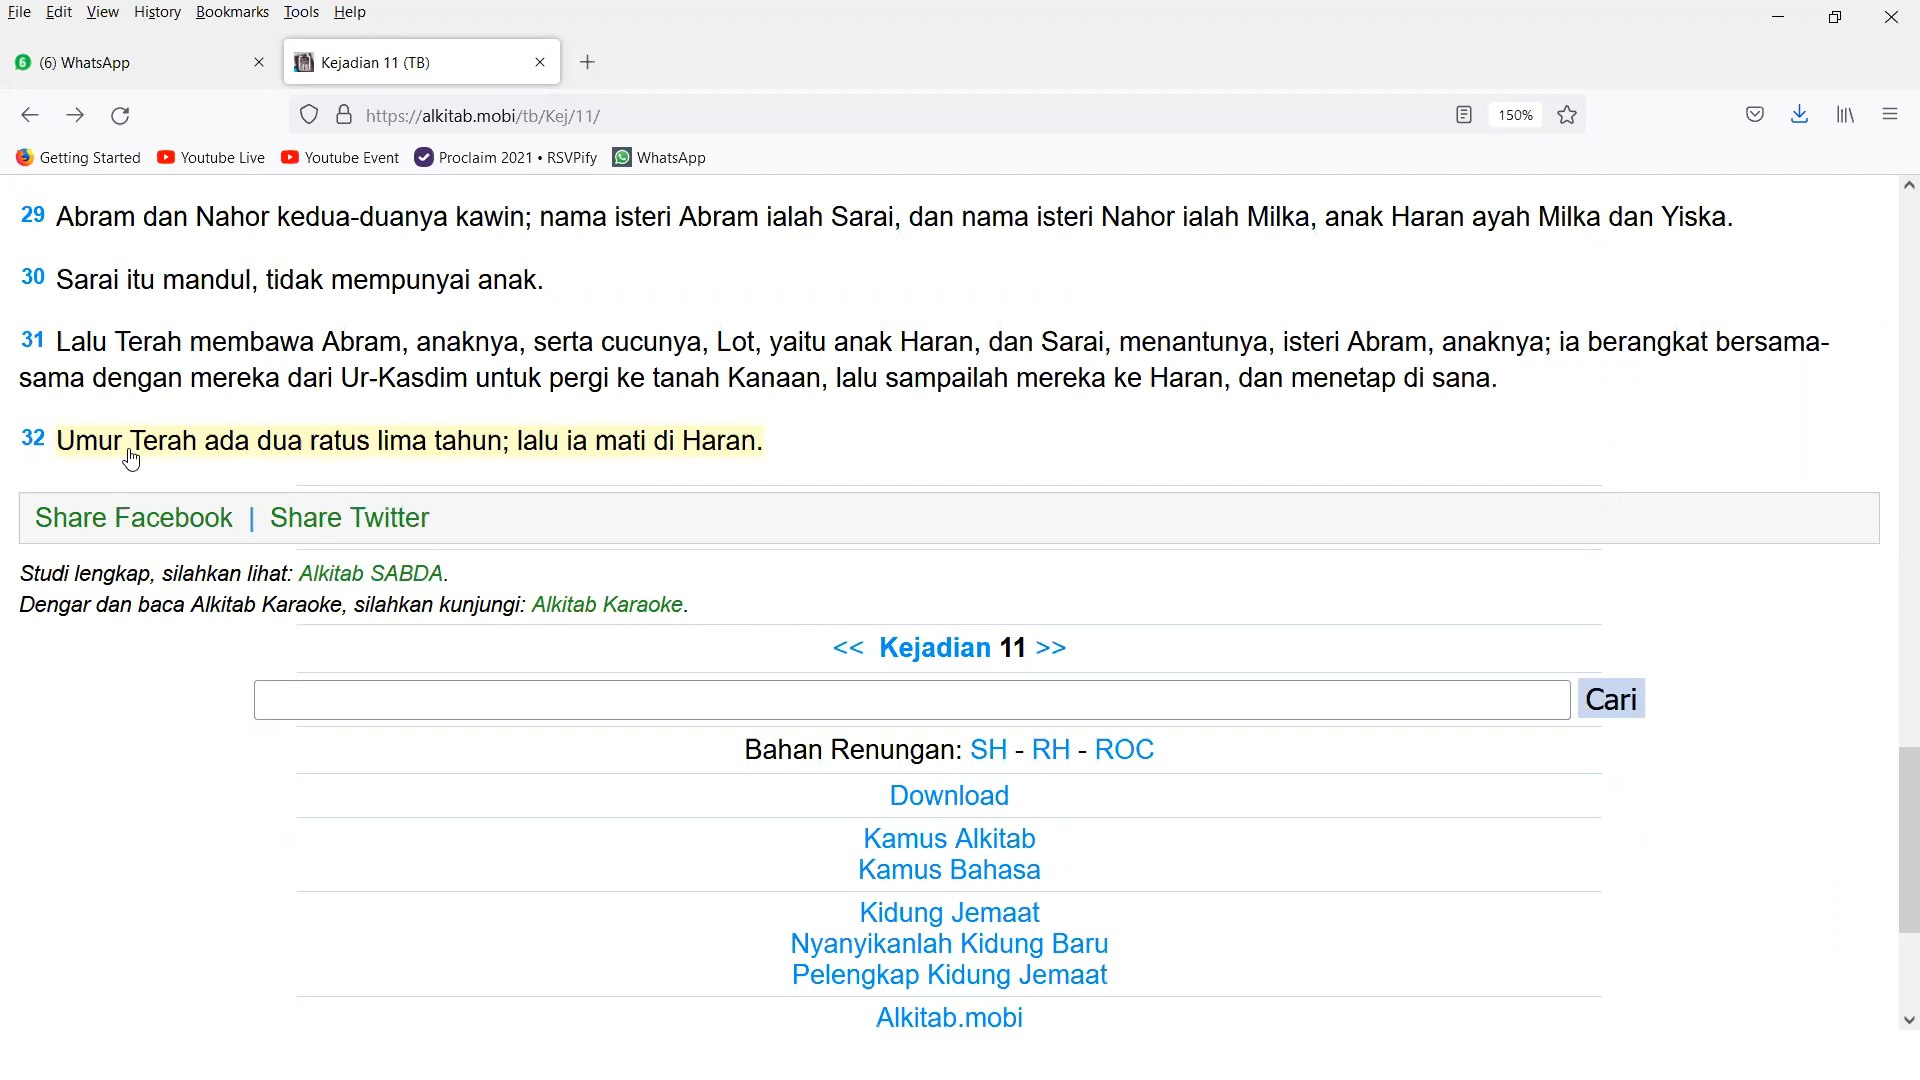 File Edit View History Bookmarks Tools Help
6 (6) WhatsApp
Kejadian 11 (TB)
https://alkitab.mobi/tb/Kej/11/
150%
Getting Started Youtube Live Youtube Event Proclaim 2021 • RSVPify WhatsApp
29 Abram dan Nahor kedua-duanya kawin; nama isteri Abram ialah Sarai, dan nama isteri Nahor ialah Milka, anak Haran ayah Milka dan Yiska.
30 Sarai itu mandul, tidak mempunyai anak.
31 Lalu Terah membawa Abram, anaknya, serta cucunya, Lot, yaitu anak Haran, dan Sarai, menantunya, isteri Abram, anaknya; ia berangkat bersama-
sama dengan mereka dari Ur-Kasdim untuk pergi ke tanah Kanaan, lalu sampailah mereka ke Haran, dan menetap di sana.
32 Umur Terah ada dua ratus lima tahun; lalu ia mati di Haran.
Share Facebook | Share Twitter
Studi lengkap, silahkan lihat: Alkitab SABDA.
Dengar dan baca Alkitab Karaoke, silahkan kunjungi: Alkitab Karaoke.
<< Kejadian 11 >>
Cari
Bahan Renungan: SH - RH - ROC
Download
Kamus Alkitab
Kamus Bahasa
Kidung Jemaat
Nyanyikanlah Kidung Baru
Pelengkap Kidung Jemaat
Alkitab.mobi